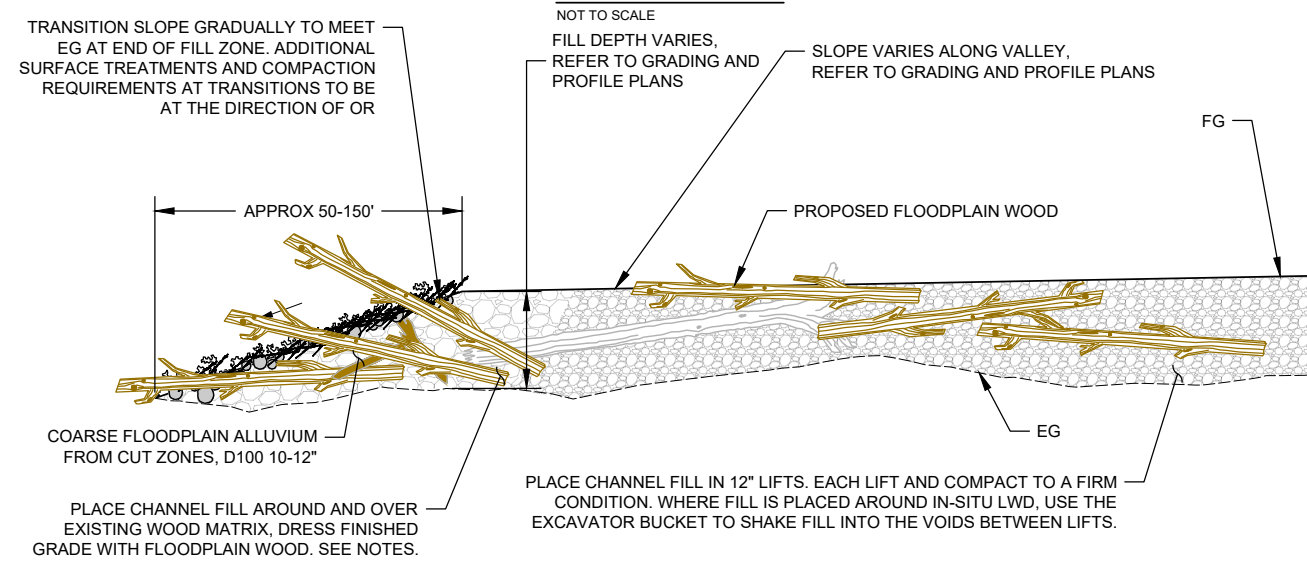 NOT TO SCALE
TRANSITION SLOPE GRADUALLY TO MEET
EG AT END OF FILL ZONE. ADDITIONAL
SURFACE TREATMENTS AND COMPACTION
REQUIREMENTS AT TRANSITIONS TO BE
AT THE DIRECTION OF OR
FILL DEPTH VARIES,
REFER TO GRADING AND
PROFILE PLANS
SLOPE VARIES ALONG VALLEY,
REFER TO GRADING AND PROFILE PLANS
FG
APPROX 50-150'
PROPOSED FLOODPLAIN WOOD
COARSE FLOODPLAIN ALLUVIUM
FROM CUT ZONES, D100 10-12"
EG
PLACE CHANNEL FILL AROUND AND OVER
EXISTING WOOD MATRIX, DRESS FINISHED
GRADE WITH FLOODPLAIN WOOD. SEE NOTES.
PLACE CHANNEL FILL IN 12" LIFTS. EACH LIFT AND COMPACT TO A FIRM
CONDITION. WHERE FILL IS PLACED AROUND IN-SITU LWD, USE THE
EXCAVATOR BUCKET TO SHAKE FILL INTO THE VOIDS BETWEEN LIFTS.